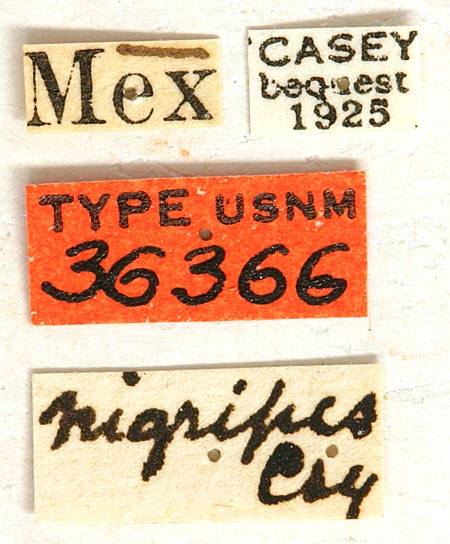 Mex
CASEY
bequest
1925
TYPE USNM
36366
nigripes
Csy